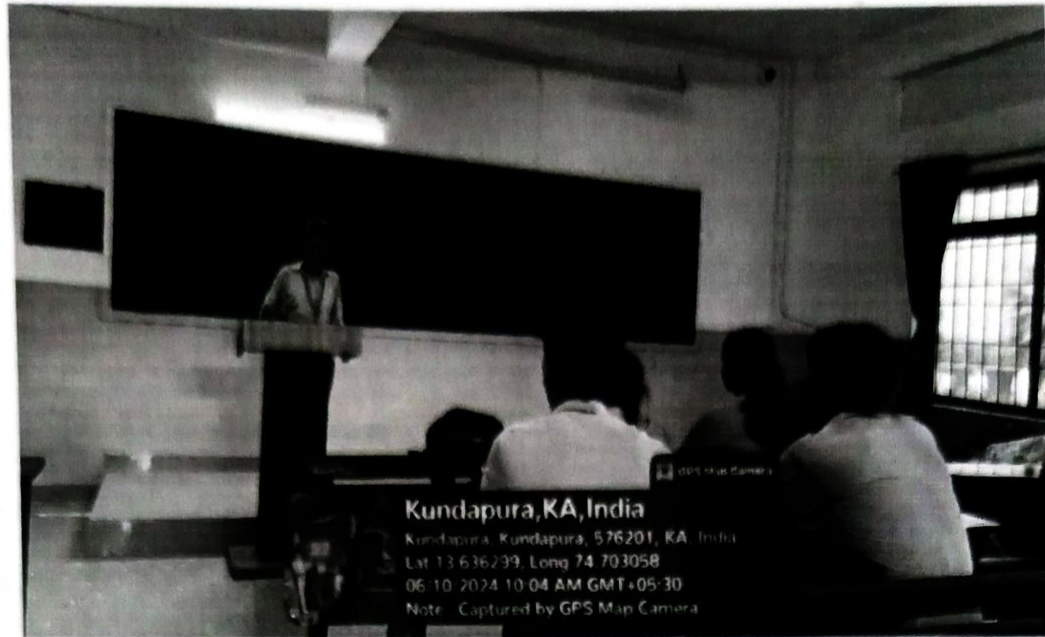 GPS Map Camera
Kundapura,KA,India
Kundapura, Kundapura, 576201, KA, India
Lat 13.636299, Long 74.703058
06-10-2024 10:04 AM GMT+05:30
Note : Captured by GPS Map Camera